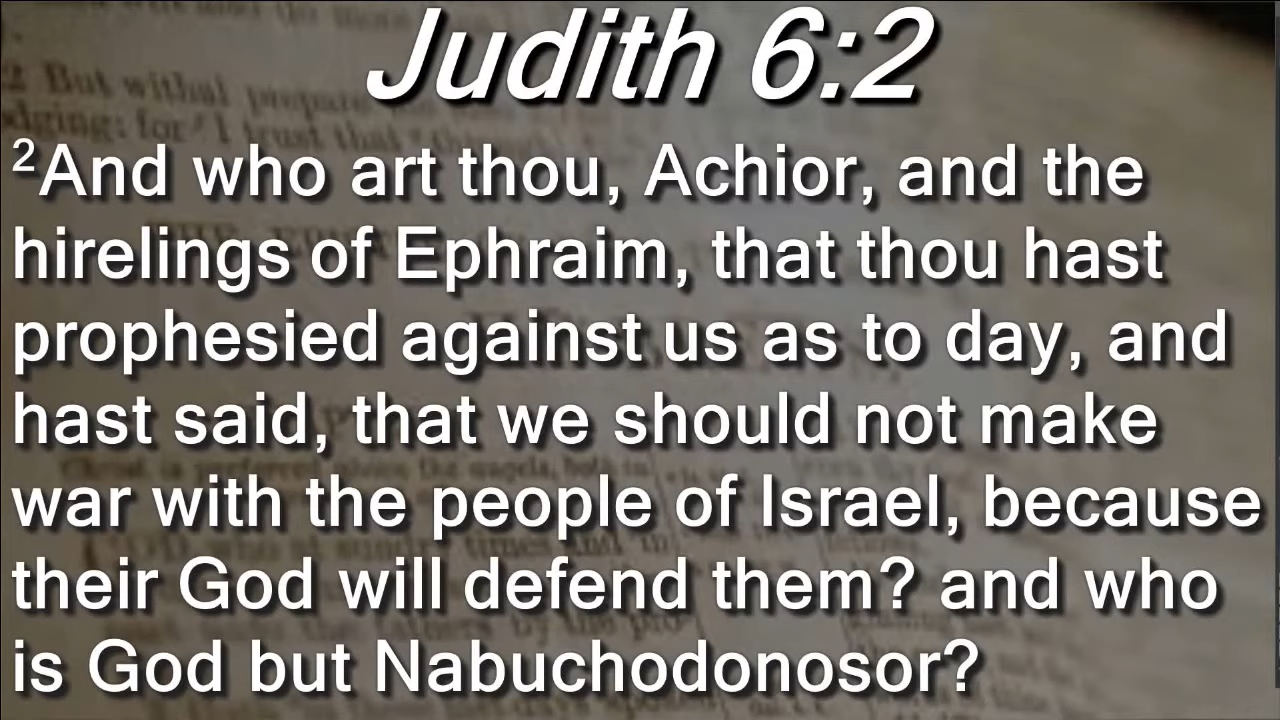 Judith 6:2
²And who art thou, Achior, and the
hirelings of Ephraim, that thou hast
prophesied against us as to day, and
hast said, that we should not make
war with the people of Israel, because
their God will defend them? and who
is God but Nabuchodonosor?